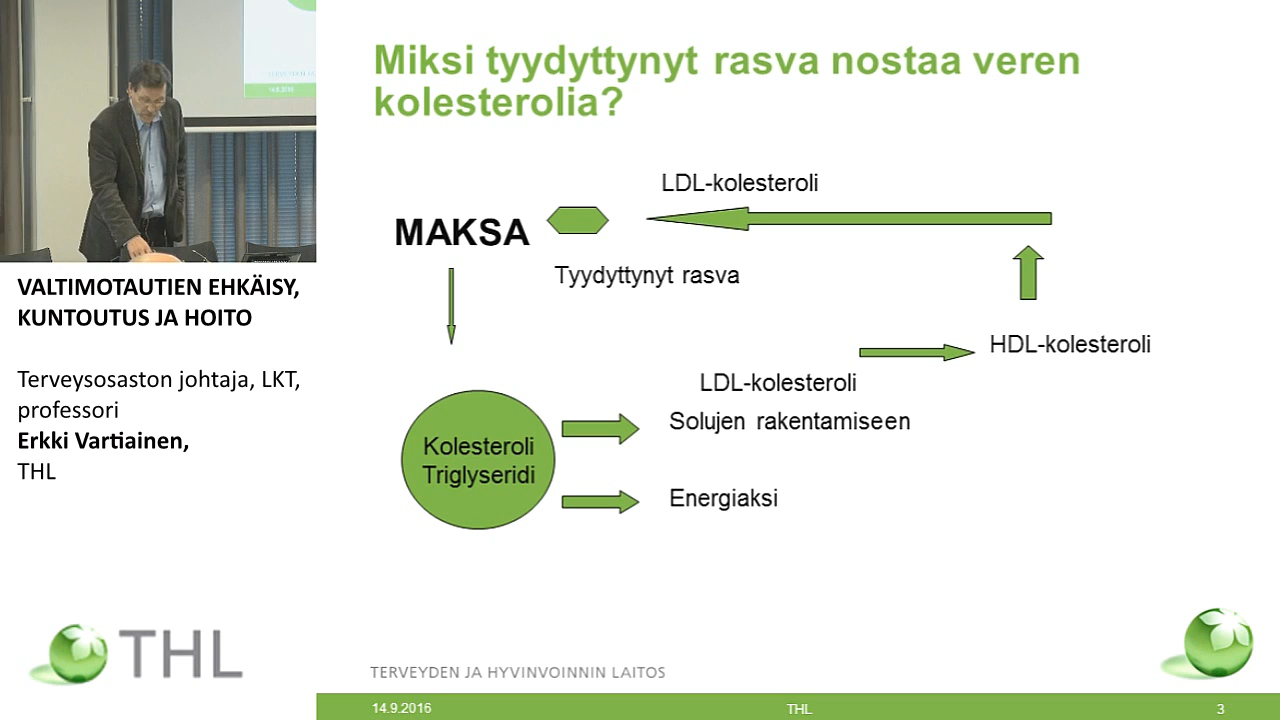 VALTIMOTAUTIEN EHKÄISY,
KUNTOUTUS JA HOITO
Terveysosaston johtaja, LKT,
professori
Erkki Vartiainen,
THL
THL
Miksi tyydyttynyt rasva nostaa veren
kolesterolia?
LDL-kolesteroli
MAKSA
Tyydyttynyt rasva
HDL-kolesteroli
LDL-kolesteroli
Solujen rakentamiseen
Kolesteroli
Triglyseridi
Energiaksi
TERVEYDEN JA HYVINVOINNIN LAITOS
14.9.2016 THL 3